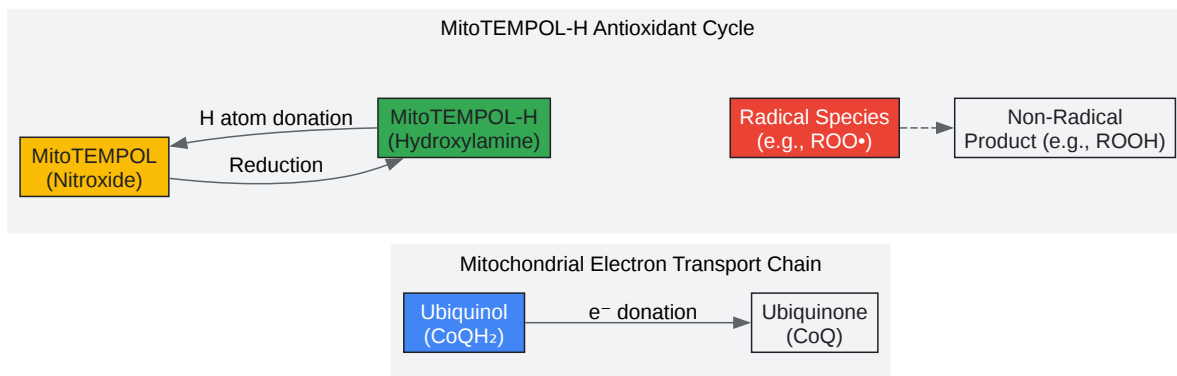 MitoTEMPOL-H Antioxidant Cycle
H atom donation
MitoTEMPOL-H
(Hydroxylamine)
Radical Species
(e.g., ROO•)
Non-Radical
Product (e.g., ROOH)
MitoTEMPOL
(Nitroxide)
Reduction
Mitochondrial Electron Transport Chain
Ubiquinol
(CoQH₂)
e⁻ donation
Ubiquinone
(CoQ)